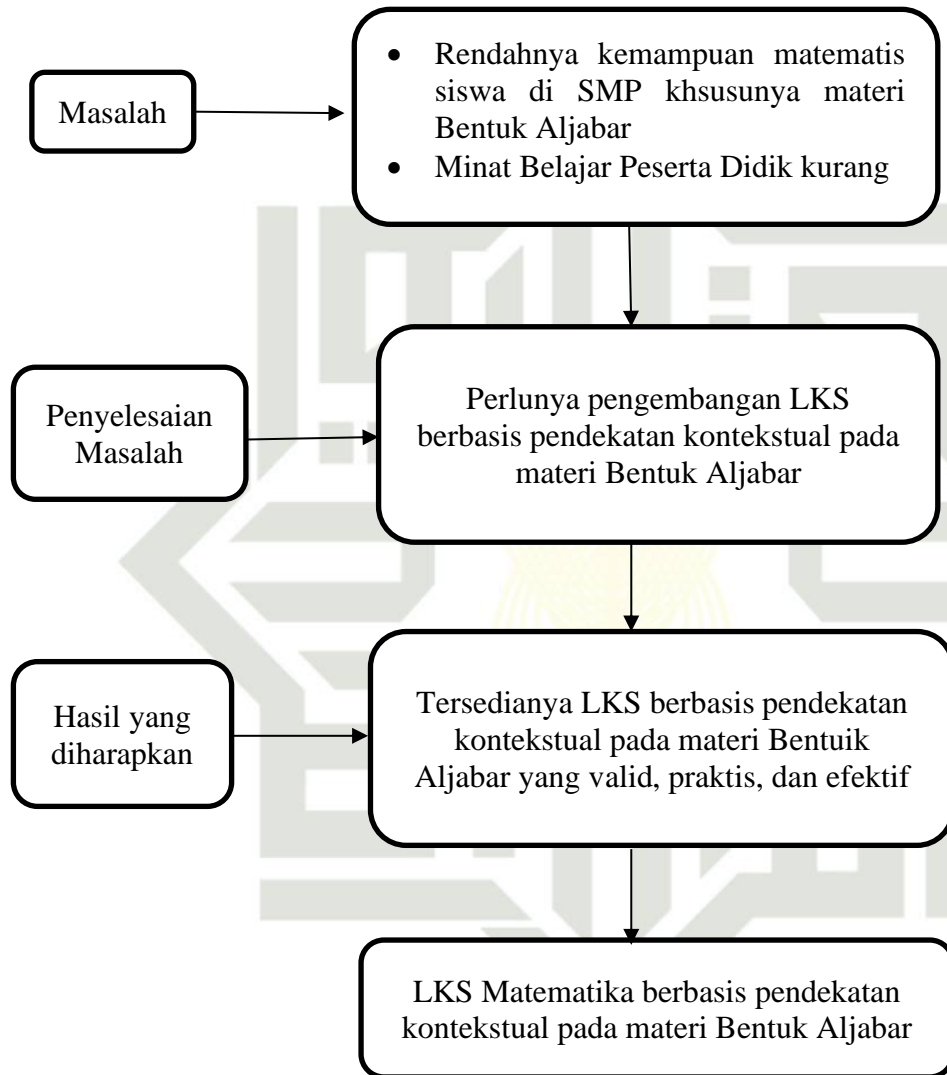 Masalah
• Rendahnya kemampuan matematis
siswa di SMP khsusunya materi
Bentuk Aljabar
• Minat Belajar Peserta Didik kurang
Penyelesaian
Masalah
Perlunya pengembangan LKS
berbasis pendekatan kontekstual pada
materi Bentuk Aljabar
Hasil yang
diharapkan
Tersedianya LKS berbasis pendekatan
kontekstual pada materi Bentuik
Aljabar yang valid, praktis, dan efektif
LKS Matematika berbasis pendekatan
kontekstual pada materi Bentuk Aljabar